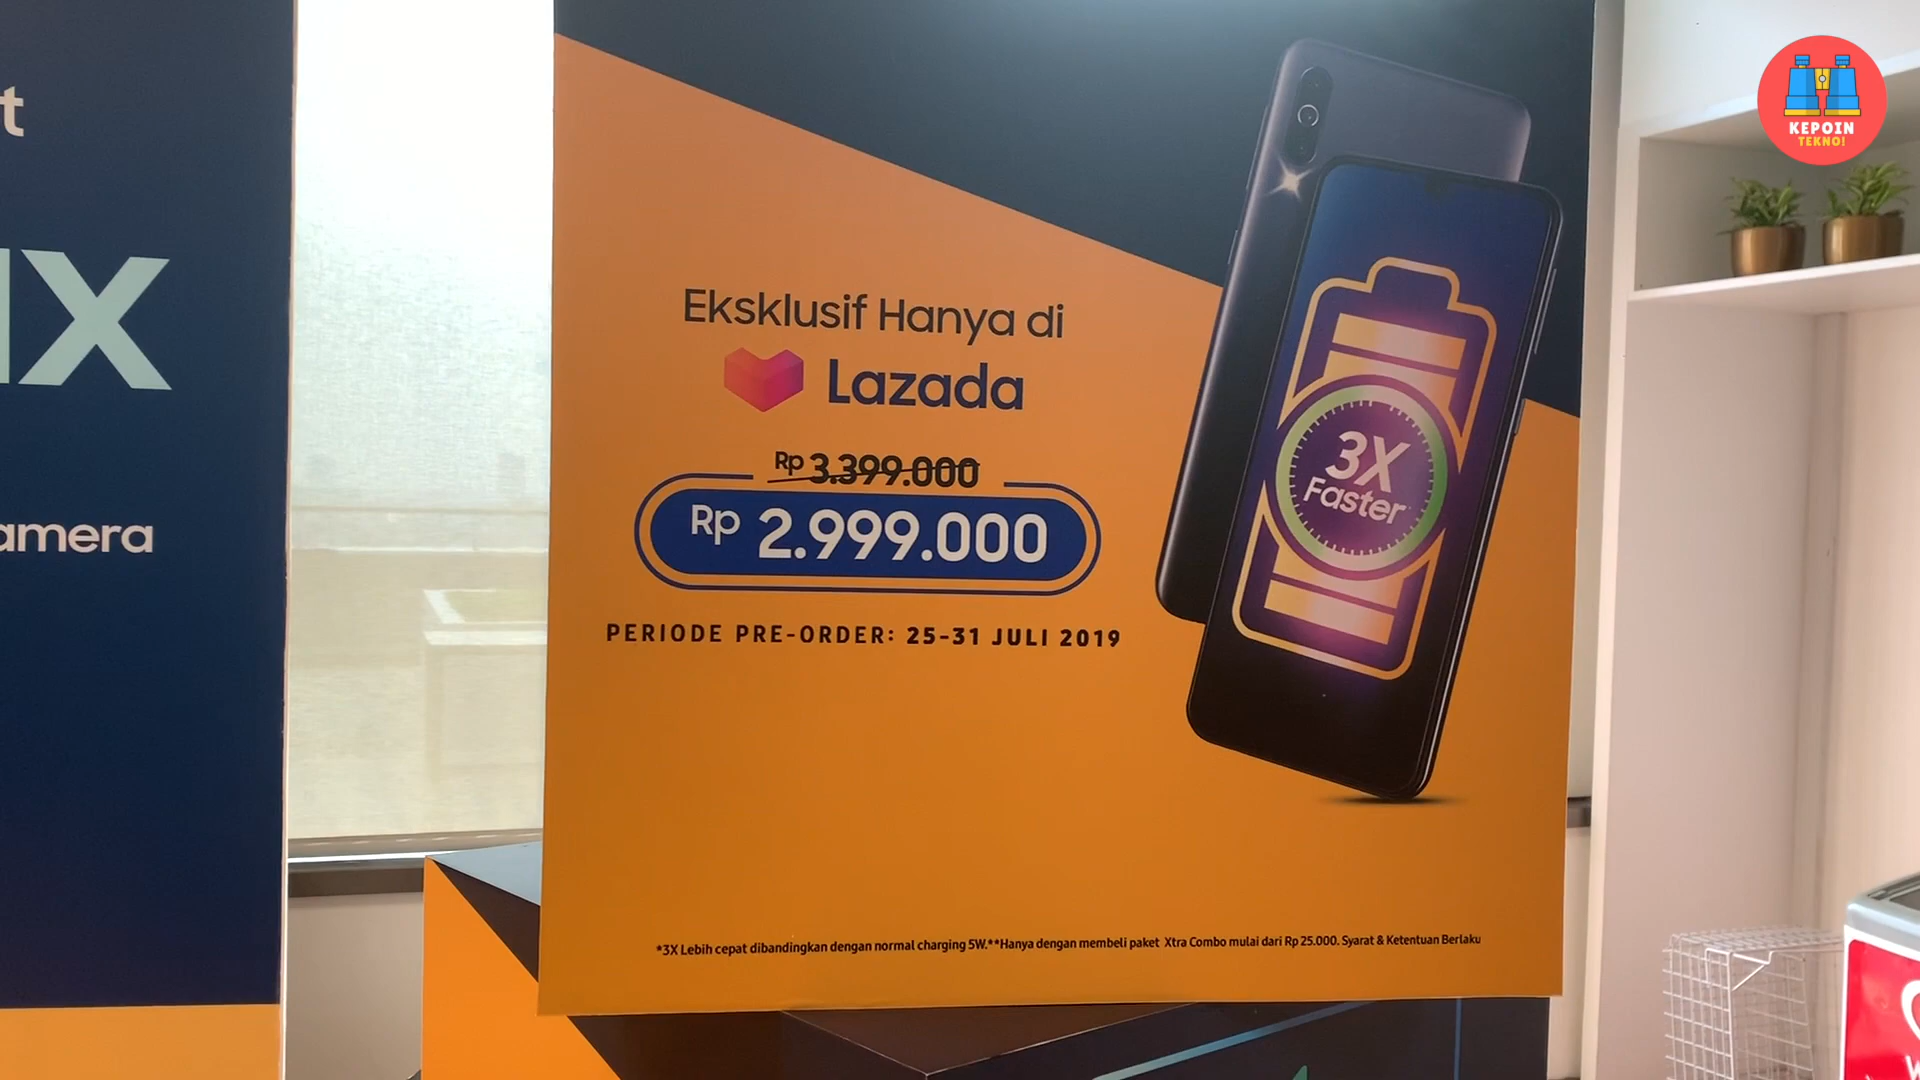 t
IX
amera
Eksklusif Hanya di
Lazada
Rp 3.399.000
Rp 2.999.000
PERIODE PRE-ORDER: 25-31 JULI 2019
3X
Faster
*3X Lebih cepat dibandingkan dengan normal charging 5W.**Hanya dengan membeli paket Xtra Combo mulai dari Rp 25.000. Syarat & Ketentuan Berlaku
KEPOIN
TEKNO!